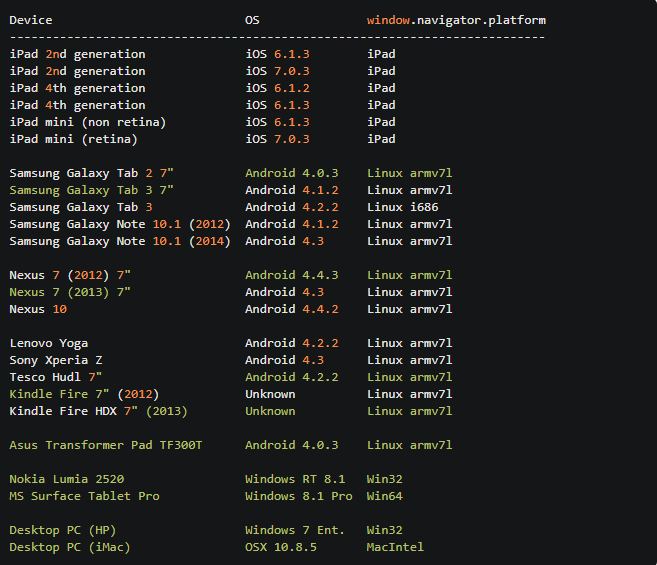 Device OS window.navigator.platform
---------------------------------------------------------------------------
iPad 2nd generation iOS 6.1.3 iPad
iPad 2nd generation iOS 7.0.3 iPad
iPad 4th generation iOS 6.1.2 iPad
iPad 4th generation iOS 6.1.3 iPad
iPad mini (non retina) iOS 6.1.3 iPad
iPad mini (retina) iOS 7.0.3 iPad
Samsung Galaxy Tab 2 7" Android 4.0.3 Linux armv7l
Samsung Galaxy Tab 3 7" Android 4.1.2 Linux armv7l
Samsung Galaxy Tab 3 Android 4.2.2 Linux i686
Samsung Galaxy Note 10.1 (2012) Android 4.1.2 Linux armv7l
Samsung Galaxy Note 10.1 (2014) Android 4.3 Linux armv7l
Nexus 7 (2012) 7" Android 4.4.3 Linux armv7l
Nexus 7 (2013) 7" Android 4.3 Linux armv7l
Nexus 10 Android 4.4.2 Linux armv7l
Lenovo Yoga Android 4.2.2 Linux armv7l
Sony Xperia Z Android 4.3 Linux armv7l
Tesco Hudl 7" Android 4.2.2 Linux armv7l
Kindle Fire 7" (2012) Unknown Linux armv7l
Kindle Fire HDX 7" (2013) Unknown Linux armv7l
Asus Transformer Pad TF300T Android 4.0.3 Linux armv7l
Nokia Lumia 2520 Windows RT 8.1 Win32
MS Surface Tablet Pro Windows 8.1 Pro Win64
Desktop PC (HP) Windows 7 Ent. Win32
Desktop PC (iMac) OSX 10.8.5 MacIntel